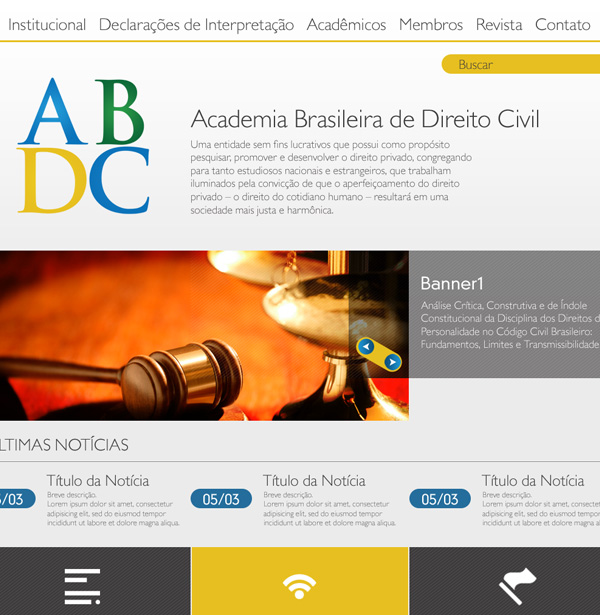 Institucional Declarações de Interpretação Acadêmicos Membros Revista Contato
Buscar
A B
D C
Academia Brasileira de Direito Civil
Uma entidade sem fins lucrativos que possui como propósito
pesquisar, promover e desenvolver o direito privado, congregando
para tanto estudiosos nacionais e estrangeiros, que trabalham
iluminados pela convicção de que o aperfeiçoamento do direito
privado – o direito do cotidiano humano – resultará em uma
sociedade mais justa e harmônica.
Banner1
Análise Crítica, Construtiva e de Índole
Constitucional da Disciplina dos Direitos d
Personalidade no Código Civil Brasileiro:
Fundamentos, Limites e Transmissibilidade
LTIMAS NOTÍCIAS
5/03
Título da Notícia
Breve descrição.
Lorem ipsum dolor sit amet, consectetur
adipisicing elit, sed do eiusmod tempor
incididunt ut labore et dolore magna aliqua.
05/03
Título da Notícia
Breve descrição.
Lorem ipsum dolor sit amet, consectetur
adipisicing elit, sed do eiusmod tempor
incididunt ut labore et dolore magna aliqua.
05/03
Título da Notícia
Breve descrição.
Lorem ipsum dolor sit amet,
adipisicing elit, sed do eiusmod
incididunt ut labore et dolore